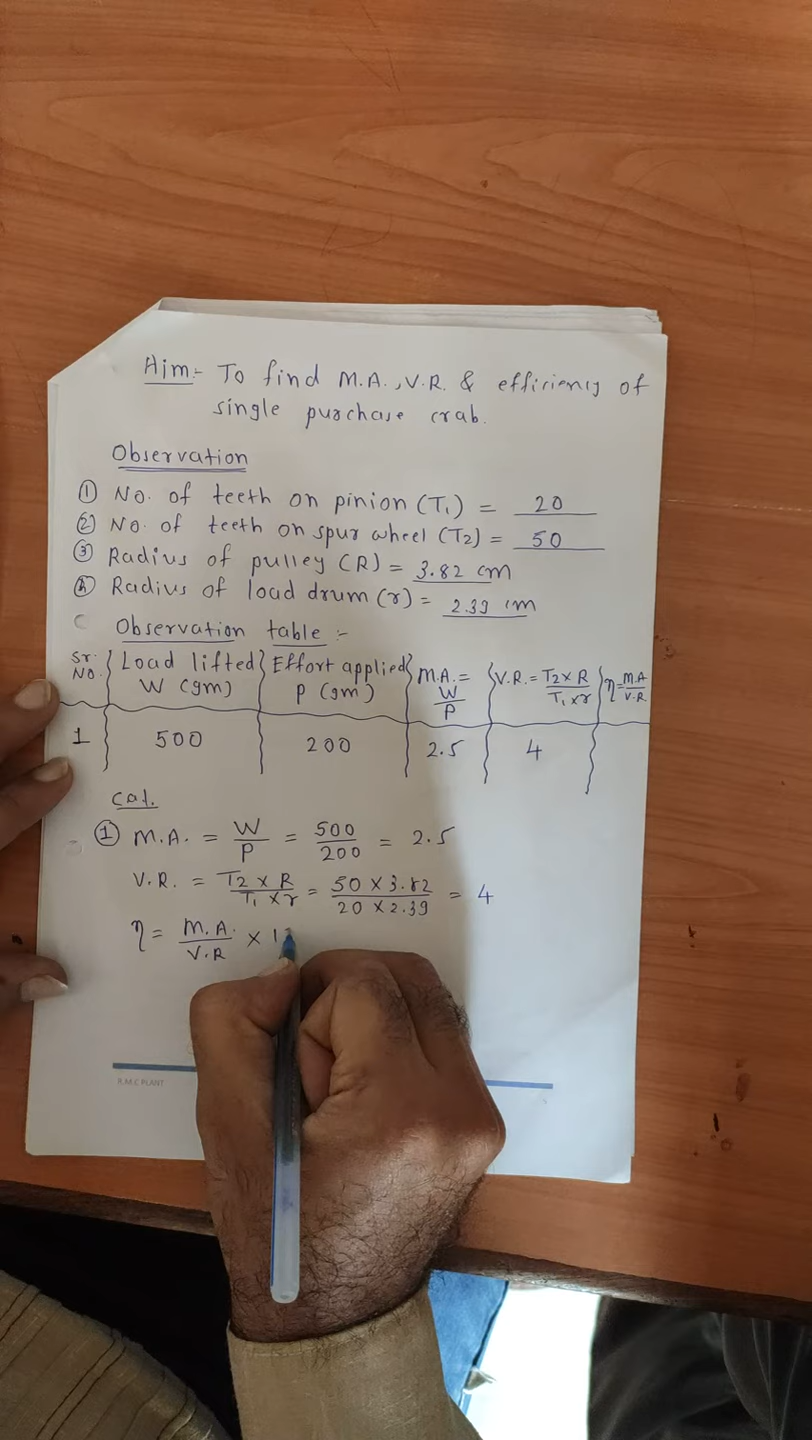 Aim:- To find M.A., V.R. & efficiency of
single purchase crab.
Observation
① No. of teeth on pinion (T1) = 20
② No. of teeth on spur wheel (T2) = 50
③ Radius of pulley (R) = 3.82 cm
④ Radius of load drum (r) = 2.39 cm
Observation table :-
Sr. No. Load lifted W (gm) Effort applied P (gm) M.A. = W/P V.R. = T2 × R / T1 × r η = M.A / V.R.
1 500 200 2.5 4
Cal.
① M.A. = W/P = 500/200 = 2.5
V.R. = T2 × R / T1 × r = 50 × 3.82 / 20 × 2.39 = 4
η = M.A. / V.R × 1
R.M.C PLANT